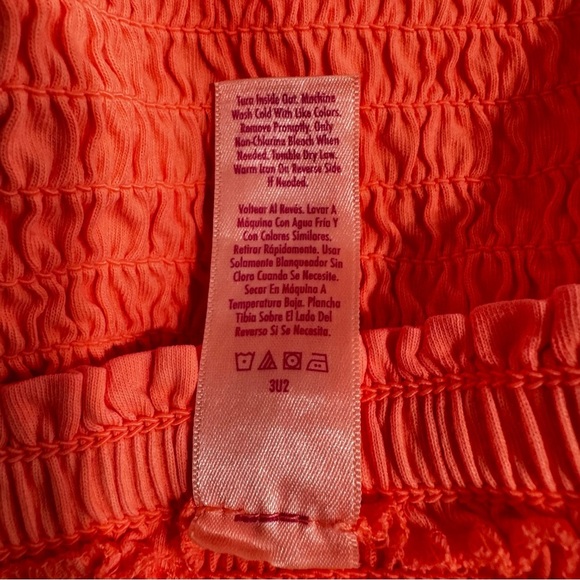 Turn Inside Out. Machine
Wash Cold With Like Colors.
Remove Promptly. Only
Non-Chlorine Bleach When
Needed. Tumble Dry Low.
Warm Iron On Reverse Side
If Needed.
Voltear Al Revés. Lavar A
Máquina Con Agua Fría Y
Con Colores Similares.
Retirar Rápidamente. Usar
Solamente Blanqueador Sin
Cloro Cuando Se Necesite.
Secar En Máquina A
Temperatura Baja. Plancha
Tibia Sobre El Lado Del
Reverso Si Se Necesita.
3U2